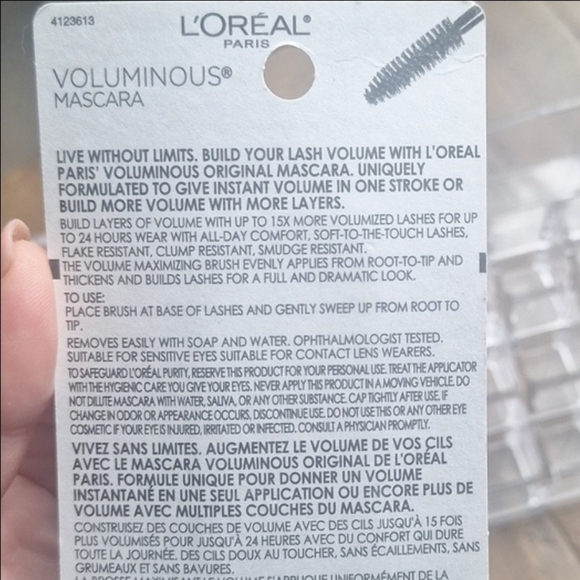 4123613
L'ORÉAL®
PARIS
VOLUMINOUS®
MASCARA
LIVE WITHOUT LIMITS. BUILD YOUR LASH VOLUME WITH L'OREAL
PARIS' VOLUMINOUS ORIGINAL MASCARA. UNIQUELY
FORMULATED TO GIVE INSTANT VOLUME IN ONE STROKE OR
BUILD MORE VOLUME WITH MORE LAYERS.
BUILD LAYERS OF VOLUME WITH UP TO 15X MORE VOLUMIZED LASHES FOR UP
TO 24 HOURS WEAR WITH ALL-DAY COMFORT, SOFT-TO-THE-TOUCH LASHES,
FLAKE RESISTANT, CLUMP RESISTANT, SMUDGE RESISTANT.
THE VOLUME MAXIMIZING BRUSH EVENLY APPLIES FROM ROOT-TO-TIP AND
THICKENS AND BUILDS LASHES FOR A FULL AND DRAMATIC LOOK.
TO USE:
PLACE BRUSH AT BASE OF LASHES AND GENTLY SWEEP UP FROM ROOT TO
TIP.
REMOVES EASILY WITH SOAP AND WATER. OPHTHALMOLOGIST TESTED.
SUITABLE FOR SENSITIVE EYES SUITABLE FOR CONTACT LENS WEARERS.
TO SAFEGUARD L'ORÉAL PURITY, RESERVE THIS PRODUCT FOR YOUR PERSONAL USE. TREAT THE APPLICATOR
WITH THE HYGIENIC CARE YOU GIVE YOUR EYES. NEVER APPLY THIS PRODUCT IN A MOVING VEHICLE. DO
NOT DILUTE MASCARA WITH WATER, SALIVA, OR ANY OTHER SUBSTANCE. CAP TIGHTLY AFTER USE. IF
CHANGE IN ODOR OR APPEARANCE OCCURS, DISCONTINUE USE. DO NOT USE THIS OR ANY OTHER EYE
COSMETIC IF YOUR EYE IS INJURED, IRRITATED OR INFECTED. CONSULT A PHYSICIAN PROMPTLY.
VIVEZ SANS LIMITES. AUGMENTEZ LE VOLUME DE VOS CILS
AVEC LE MASCARA VOLUMINOUS ORIGINAL DE L'ORÉAL
PARIS. FORMULE UNIQUE POUR DONNER UN VOLUME
INSTANTANÉ EN UNE SEUL APPLICATION OU ENCORE PLUS DE
VOLUME AVEC MULTIPLES COUCHES DU MASCARA.
CONSTRUISEZ DES COUCHES DE VOLUME AVEC DES CILS JUSQU'À 15 FOIS
PLUS VOLUMISÉS POUR JUSQU'À 24 HEURES AVEC DU CONFORT QUI DURE
TOUTE LA JOURNÉE. DES CILS DOUX AU TOUCHER, SANS ÉCAILLEMENTS, SANS
GRUMEAUX ET SANS BAVURES.
LA BROSSE MAXIMISANT LE VOLUME S'APPLIQUE UNIFORMÉMENT DE LA